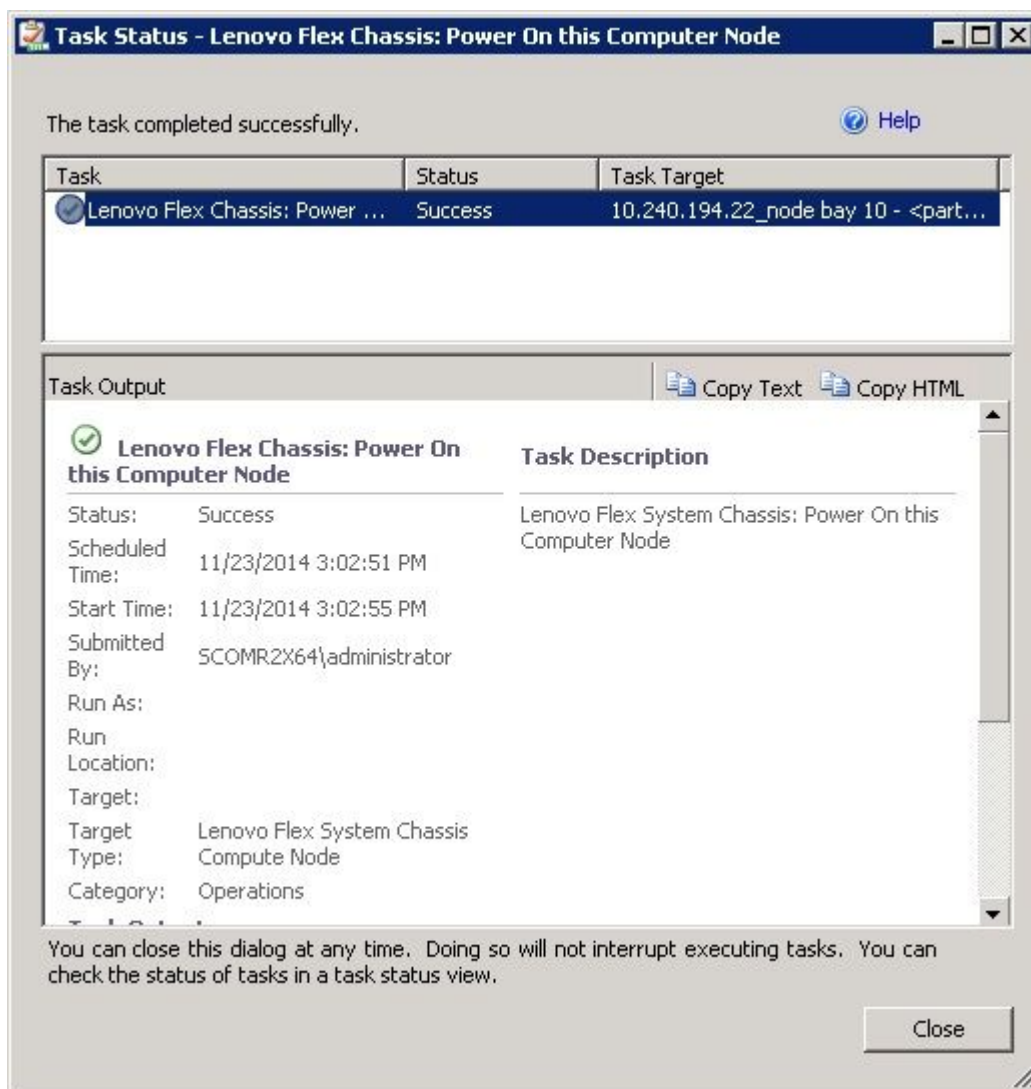 Task Status - Lenovo Flex Chassis: Power On this Computer Node
The task completed successfully.
Help
Task Status Task Target
Lenovo Flex Chassis: Power ... Success 10.240.194.22_node bay 10 - <part...
Task Output
Copy Text Copy HTML
Lenovo Flex Chassis: Power On
this Computer Node
Task Description
Lenovo Flex System Chassis: Power On this
Computer Node
Status: Success
Scheduled
Time: 11/23/2014 3:02:51 PM
Start Time: 11/23/2014 3:02:55 PM
Submitted
By: SCOMR2X64\administrator
Run As:
Run
Location:
Target:
Target Lenovo Flex System Chassis
Type: Compute Node
Category: Operations
You can close this dialog at any time. Doing so will not interrupt executing tasks. You can
check the status of tasks in a task status view.
Close